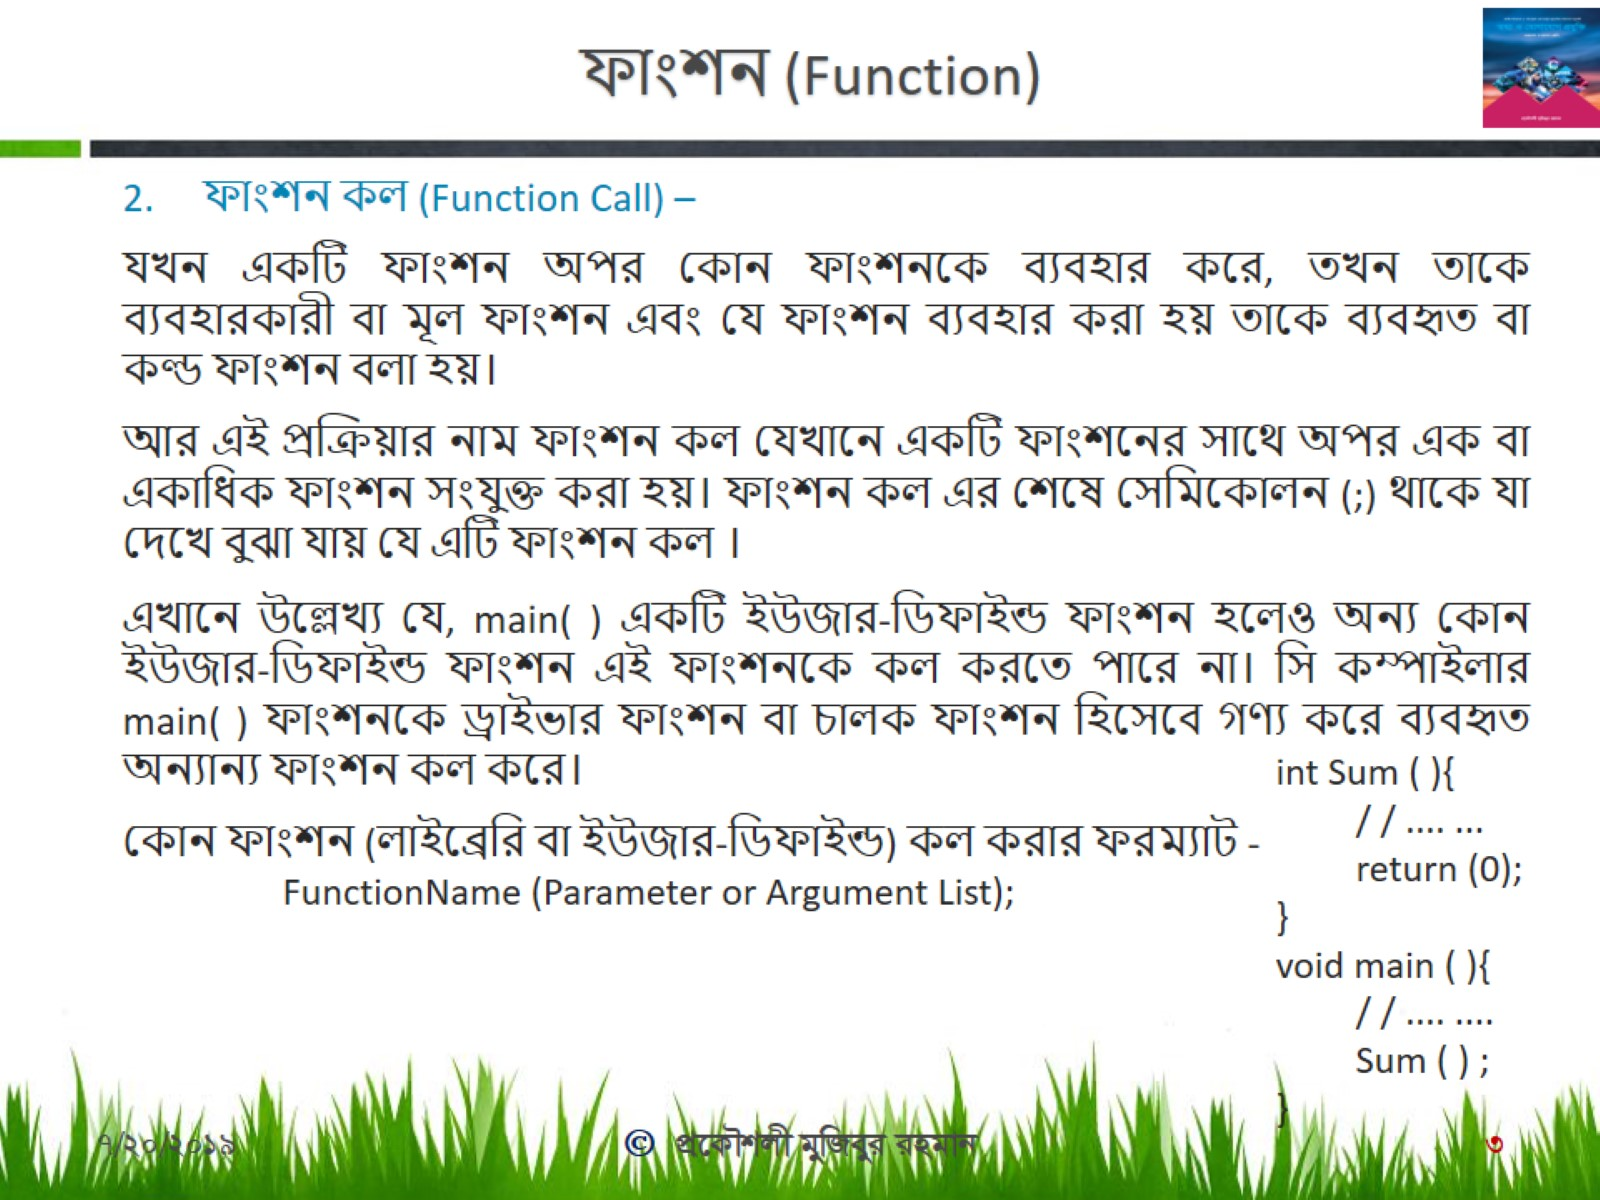 ফাংশন (Function)
2. ফাংশন কল (Function Call) –
যখন একটি ফাংশন অপর কোন ফাংশনকে ব্যবহার করে, তখন তাকে
ব্যবহারকারী বা মূল ফাংশন এবং যে ফাংশন ব্যবহার করা হয় তাকে ব্যবহৃত বা
কল্ড ফাংশন বলা হয়।
আর এই প্রক্রিয়ার নাম ফাংশন কল যেখানে একটি ফাংশনের সাথে অপর এক বা
একাধিক ফাংশন সংযুক্ত করা হয়। ফাংশন কল এর শেষে সেমিকোলন (;) থাকে যা
দেখে বুঝা যায় যে এটি ফাংশন কল ।
এখানে উল্লেখ্য যে, main( ) একটি ইউজার-ডিফাইন্ড ফাংশন হলেও অন্য কোন
ইউজার-ডিফাইন্ড ফাংশন এই ফাংশনকে কল করতে পারে না। সি কম্পাইলার
main( ) ফাংশনকে ড্রাইভার ফাংশন বা চালক ফাংশন হিসেবে গণ্য করে ব্যবহৃত
অন্যান্য ফাংশন কল করে।
কোন ফাংশন (লাইব্রেরি বা ইউজার-ডিফাইন্ড) কল করার ফরম্যাট -
FunctionName (Parameter or Argument List);
int Sum ( ){
/ / .... ...
return (0);
}
void main ( ){
/ / .... ....
Sum ( ) ;
}
৭/২০/২০১৯
© প্রকৌশলী মুজিবুর রহমান
৩